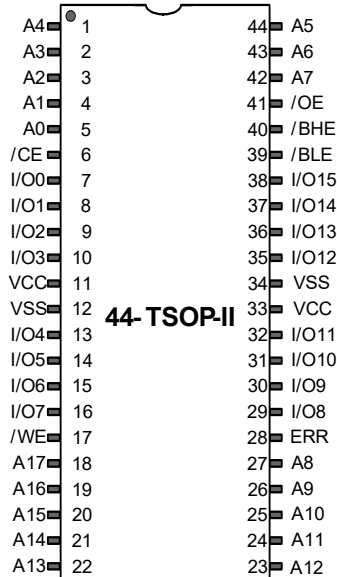 A4 1 44 A5
A3 2 43 A6
A2 3 42 A7
A1 4 41 /OE
A0 5 40 /BHE
/CE 6 39 /BLE
I/O0 7 38 I/O15
I/O1 8 37 I/O14
I/O2 9 36 I/O13
I/O3 10 35 I/O12
VCC 11 34 VSS
VSS 12 33 VCC
44-TSOP-II
I/O4 13 32 I/O11
I/O5 14 31 I/O10
I/O6 15 30 I/O9
I/O7 16 29 I/O8
/WE 17 28 ERR
A17 18 27 A8
A16 19 26 A9
A15 20 25 A10
A14 21 24 A11
A13 22 23 A12